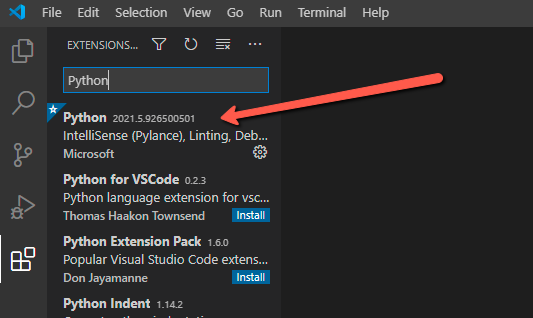 File Edit Selection View Go Run Terminal Help
EXTENSIONS...
Python
Python 2021.5.926500501
IntelliSense (Pylance), Linting, Deb...
Microsoft
Python for VSCode 0.2.3
Python language extension for vsc...
Thomas Haakon Townsend Install
Python Extension Pack 1.6.0
Popular Visual Studio Code extens...
Don Jayamanne Install
Python Indent 1.14.2